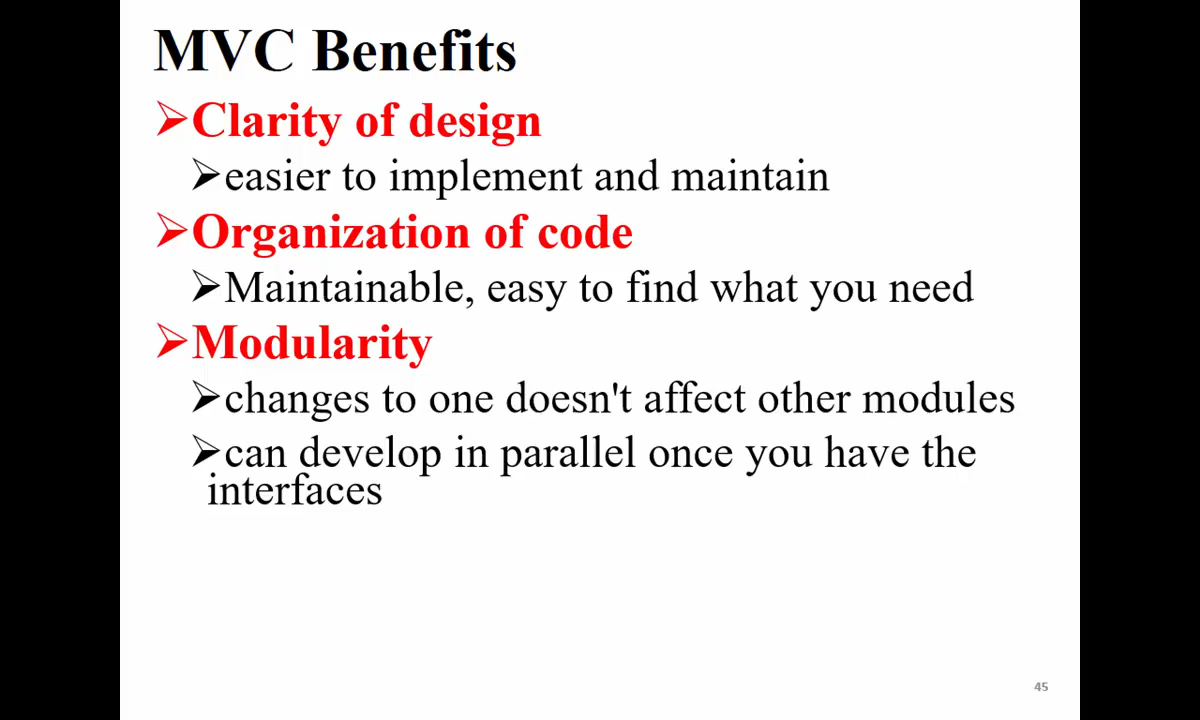 MVC Benefits
➢Clarity of design
➢easier to implement and maintain
➢Organization of code
➢Maintainable, easy to find what you need
➢Modularity
➢changes to one doesn't affect other modules
➢can develop in parallel once you have the
interfaces
45